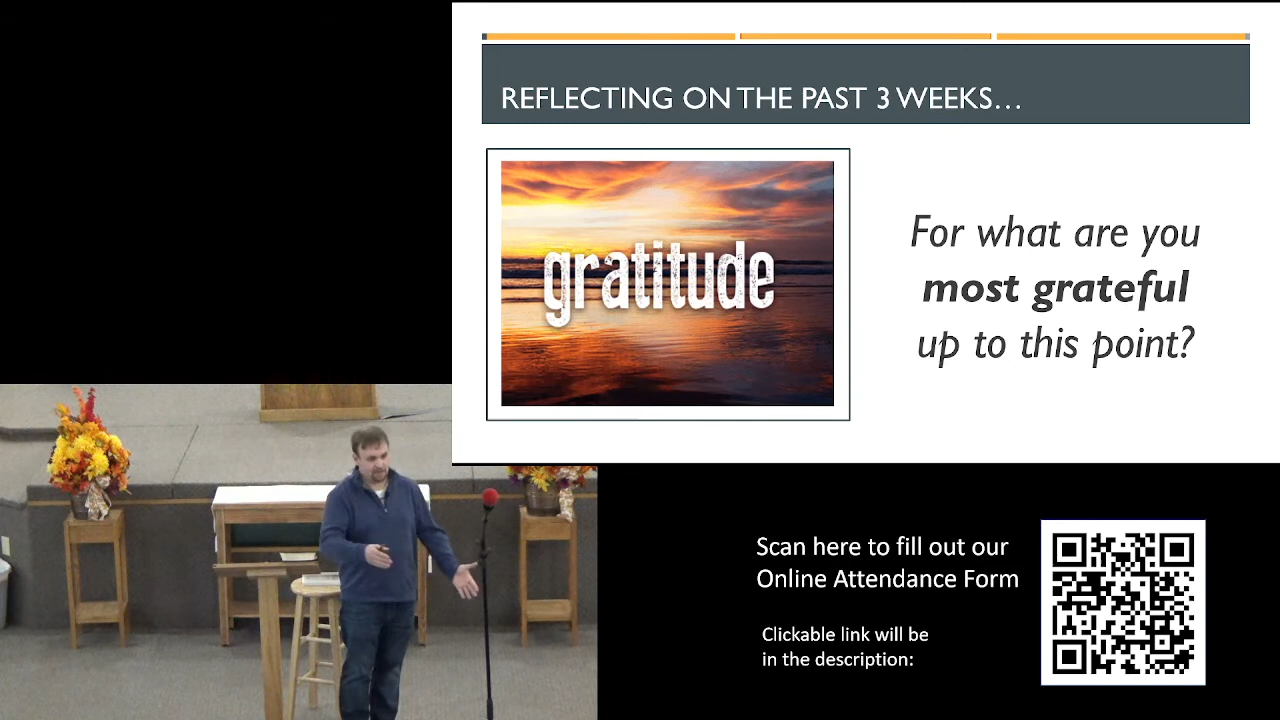 REFLECTING ON THE PAST 3 WEEKS…
gratitude
For what are you
most grateful
up to this point?
Scan here to fill out our
Online Attendance Form
Clickable link will be
in the description: